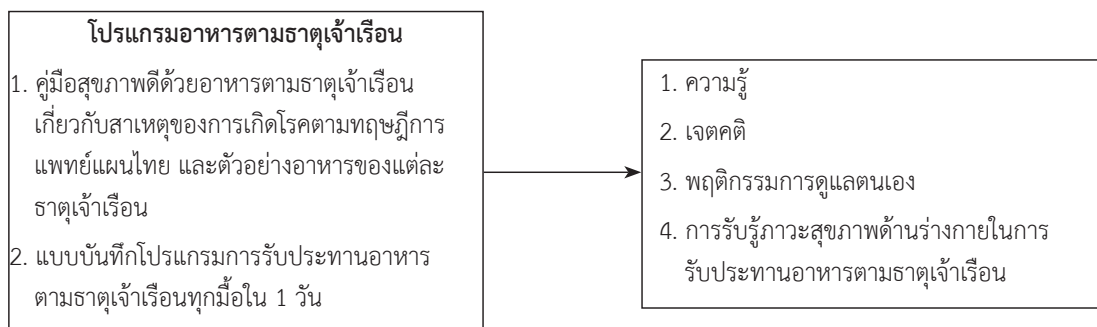 โปรแกรมอาหารตามธาตุเจ้าเรือน
1. คู่มือสุขภาพดีด้วยอาหารตามธาตุเจ้าเรือน
เกี่ยวกับสาเหตุของการเกิดโรคตามทฤษฎีการ
แพทย์แผนไทย และตัวอย่างอาหารของแต่ละ
ธาตุเจ้าเรือน
2. แบบบันทึกโปรแกรมการรับประทานอาหาร
ตามธาตุเจ้าเรือนทุกมื้อใน 1 วัน
1. ความรู้
2. เจตคติ
3. พฤติกรรมการดูแลตนเอง
4. การรับรู้ภาวะสุขภาพด้านร่างกายในการ
รับประทานอาหารตามธาตุเจ้าเรือน